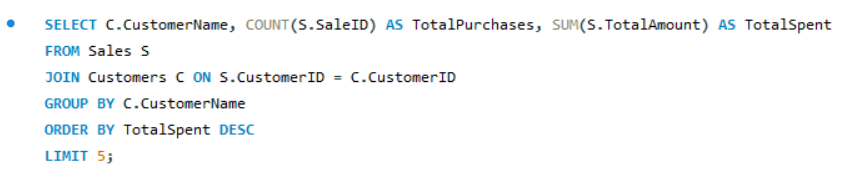 SELECT C.CustomerName, COUNT(S.SaleID) AS TotalPurchases, SUM(S.TotalAmount) AS TotalSpent
FROM Sales S
JOIN Customers C ON S.CustomerID = C.CustomerID
GROUP BY C.CustomerName
ORDER BY TotalSpent DESC
LIMIT 5;